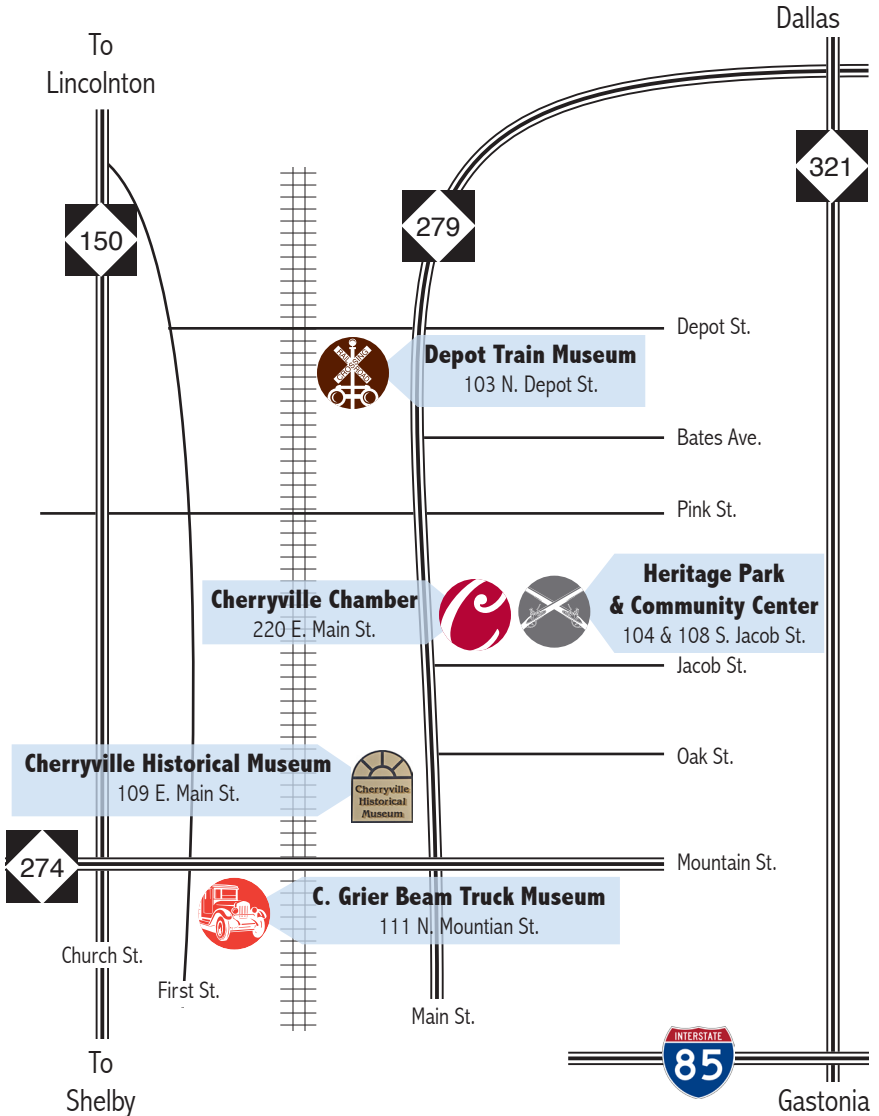 Dallas
To
Lincolnton
321
279
150
Depot St.
RAIL CROSSING ROAD
Depot Train Museum
103 N. Depot St.
Bates Ave.
Pink St.
Heritage Park
& Community Center
104 & 108 S. Jacob St.
Cherryville Chamber
220 E. Main St.
C
Jacob St.
Oak St.
Cherryville Historical Museum
109 E. Main St.
Cherryville
Historical
Museum
274
Mountain St.
C. Grier Beam Truck Museum
111 N. Mountian St.
Church St.
First St.
Main St.
INTERSTATE
85
To
Shelby
Gastonia